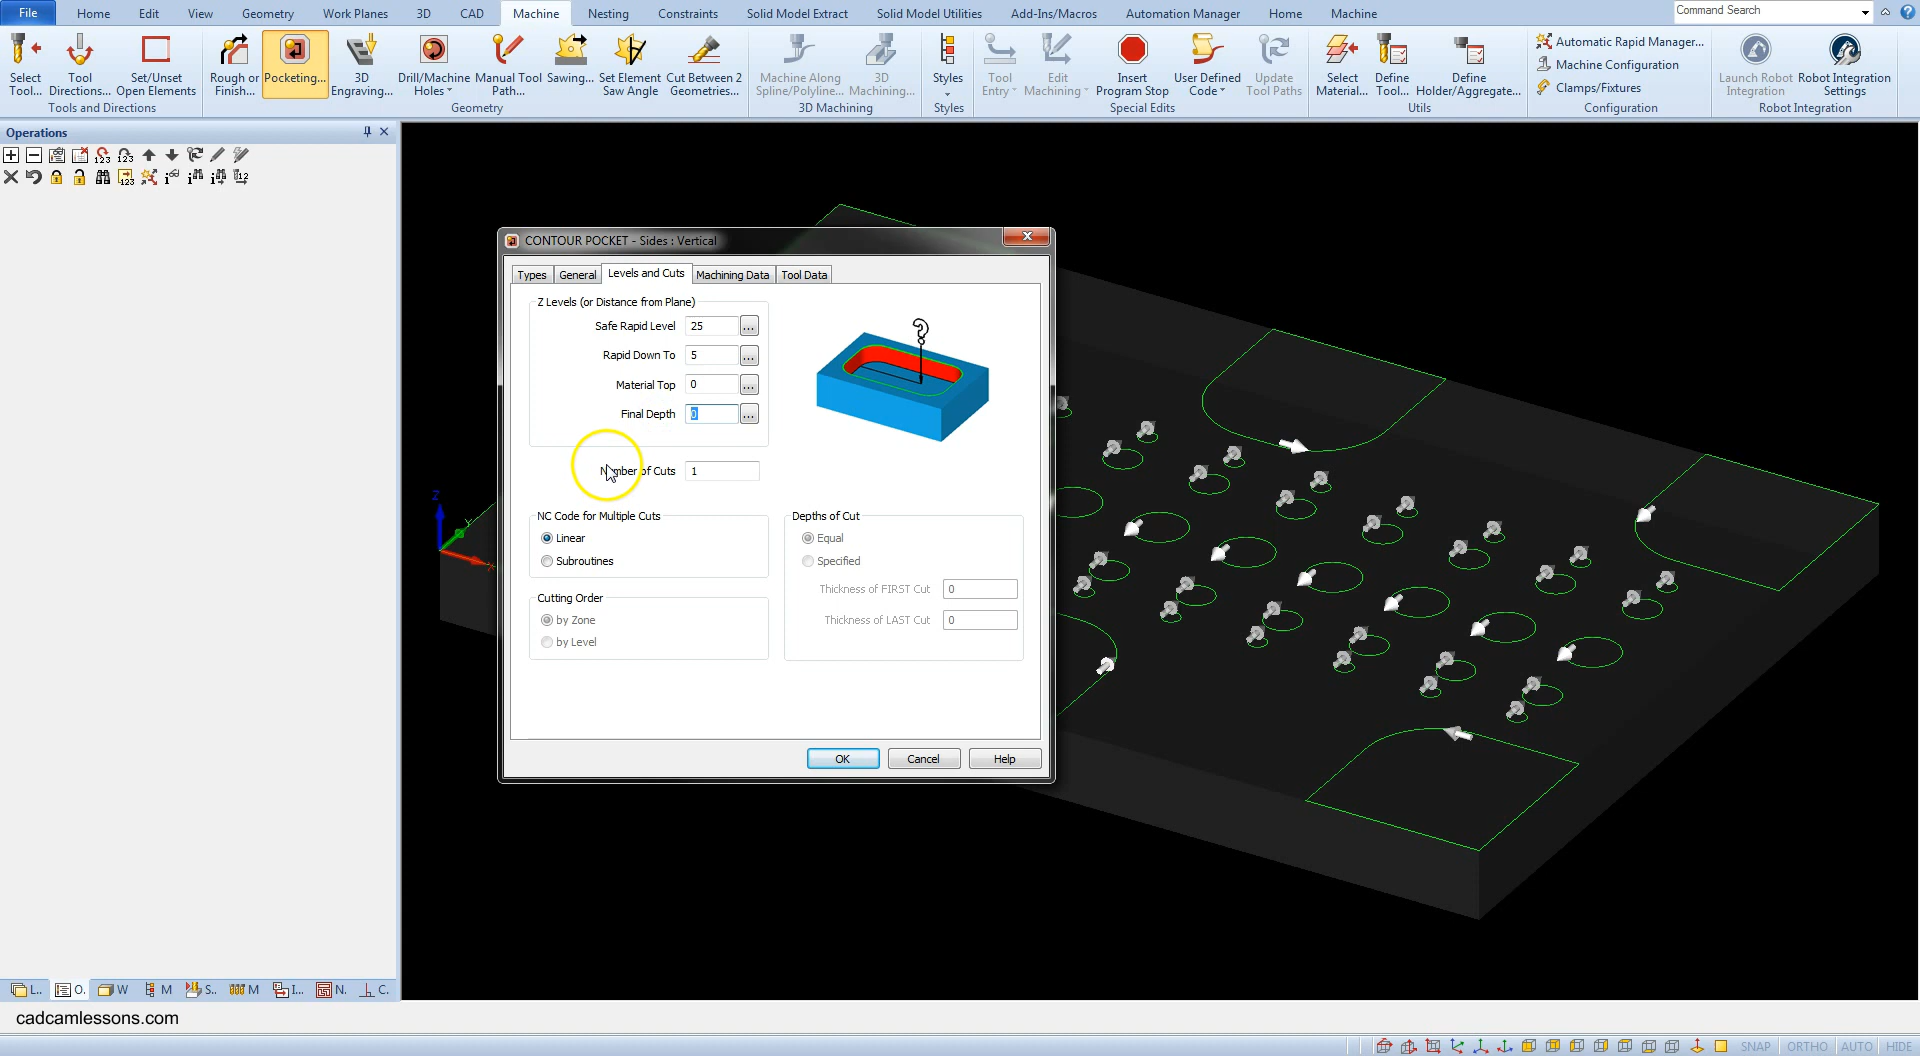 File Home Edit View Geometry Work Planes 3D CAD Machine Nesting Constraints Solid Model Extract Solid Model Utilities Add-Ins/Macros Automation Manager Home Machine Command Search
Select Tool... Tool Directions... Set/Unset Open Elements
Tools and Directions
Rough or Finish... Pocketing... 3D Engraving... Drill/Machine Holes Manual Tool Path... Sawing... Set Element Saw Angle Cut Between 2 Geometries...
Geometry
Machine Along Spline/Polyline... 3D Machining...
3D Machining
Styles
Styles
Tool Entry Edit Machining Insert Program Stop User Defined Code Update Tool Paths
Special Edits
Select Material... Define Tool... Define Holder/Aggregate...
Utils
Automatic Rapid Manager...
Machine Configuration
Clamps/Fixtures
Configuration
Launch Robot Integration Robot Integration Settings
Robot Integration
Operations
CONTOUR POCKET - Sides : Vertical
Types General Levels and Cuts Machining Data Tool Data
Z Levels (or Distance from Plane)
Safe Rapid Level 25 ...
Rapid Down To 5 ...
Material Top 0 ...
Final Depth 0 ...
Number of Cuts 1
NC Code for Multiple Cuts
Linear
Subroutines
Cutting Order
by Zone
by Level
Depths of Cut
Equal
Specified
Thickness of FIRST Cut 0
Thickness of LAST Cut 0
OK Cancel Help
Z
Y
X
L.. O. W M S.. M I... N. C.
cadcamlessons.com
SNAP ORTHO AUTO HIDE